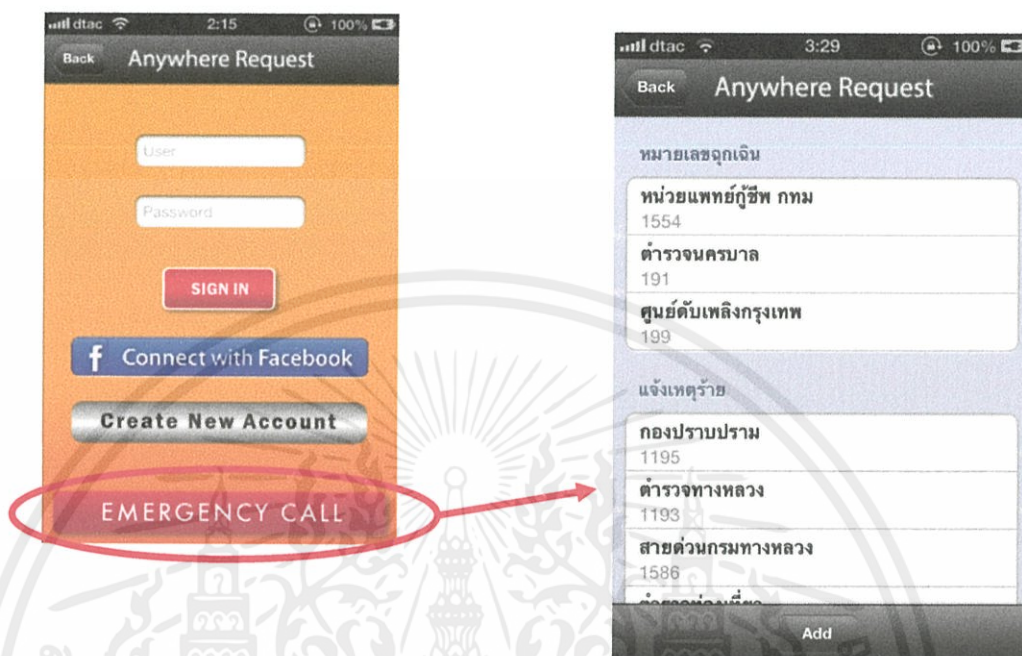 dtac 2:15 100%
Back Anywhere Request
User
Password
SIGN IN
f Connect with Facebook
Create New Account
EMERGENCY CALL
dtac 3:29 100%
Back Anywhere Request
หมายเลขฉุกเฉิน
หน่วยแพทย์กู้ชีพ กทม
1554
ตำรวจนครบาล
191
ศูนย์ดับเพลิงกรุงเทพ
199
แจ้งเหตุร้าย
กองปราบปราม
1195
ตำรวจทางหลวง
1193
สายด่วนกรมทางหลวง
1586
Add